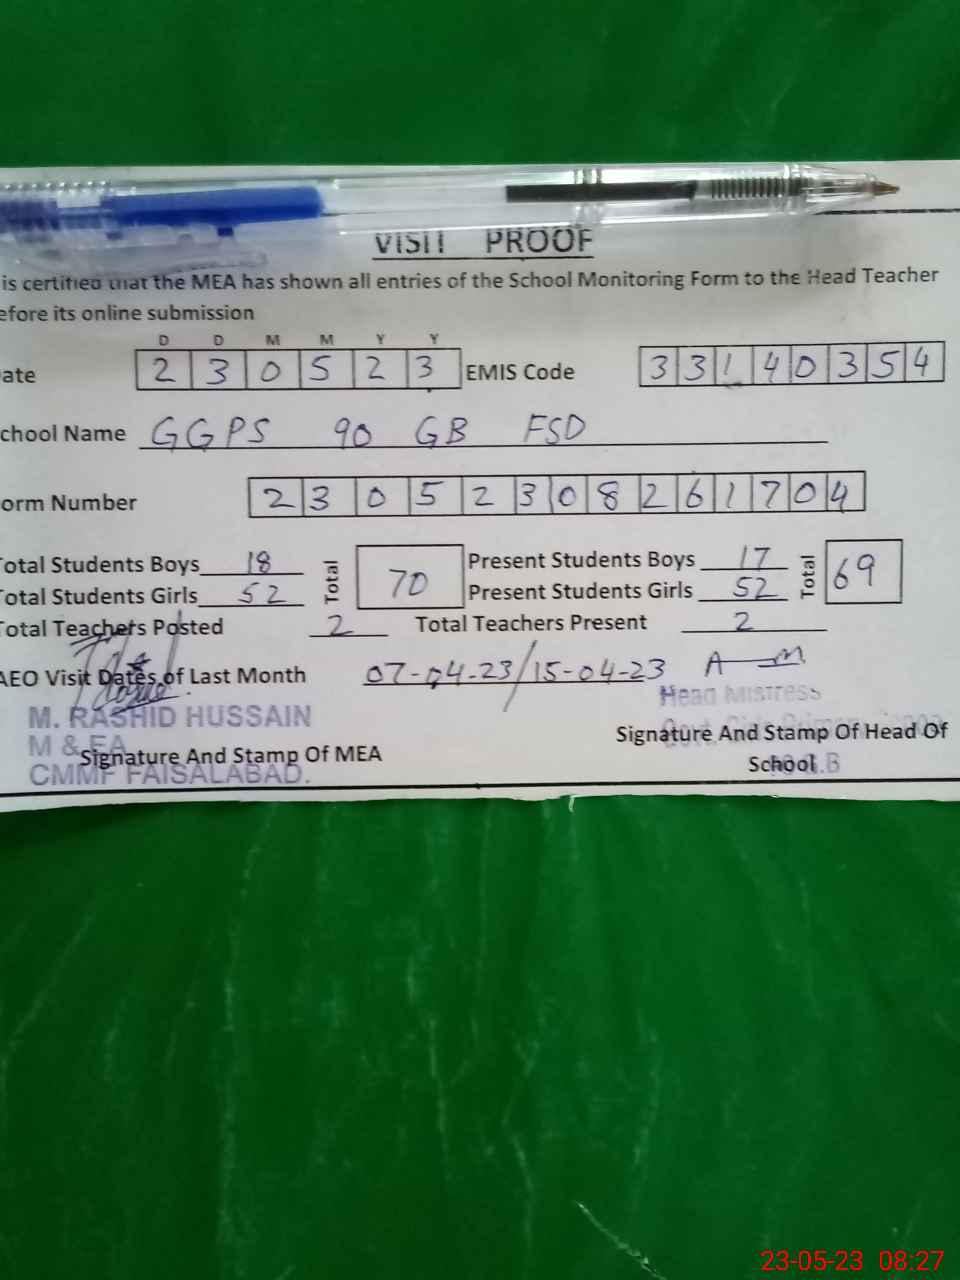 VISIT PROOF
is certified that the MEA has shown all entries of the School Monitoring Form to the Head Teacher
efore its online submission
D D M M Y Y
ate 2 3 0 5 2 3 EMIS Code 3 3 1 4 0 3 5 4
chool Name GGPS 90 GB FSD
orm Number 2 3 0 5 2 3 0 8 2 6 1 7 0 4
otal Students Boys 18 Total 70 Present Students Boys 17 Total 69
otal Students Girls 52 Present Students Girls 52
Total Teachers Posted 2 Total Teachers Present 2
AEO Visit Dates of Last Month 07-04-23/15-04-23
M. RASHID HUSSAIN
M & EA
CMMF FAISALABAD.
Signature And Stamp Of MEA
Head Mistress
Signature And Stamp Of Head Of
School
23-05-23 08:27